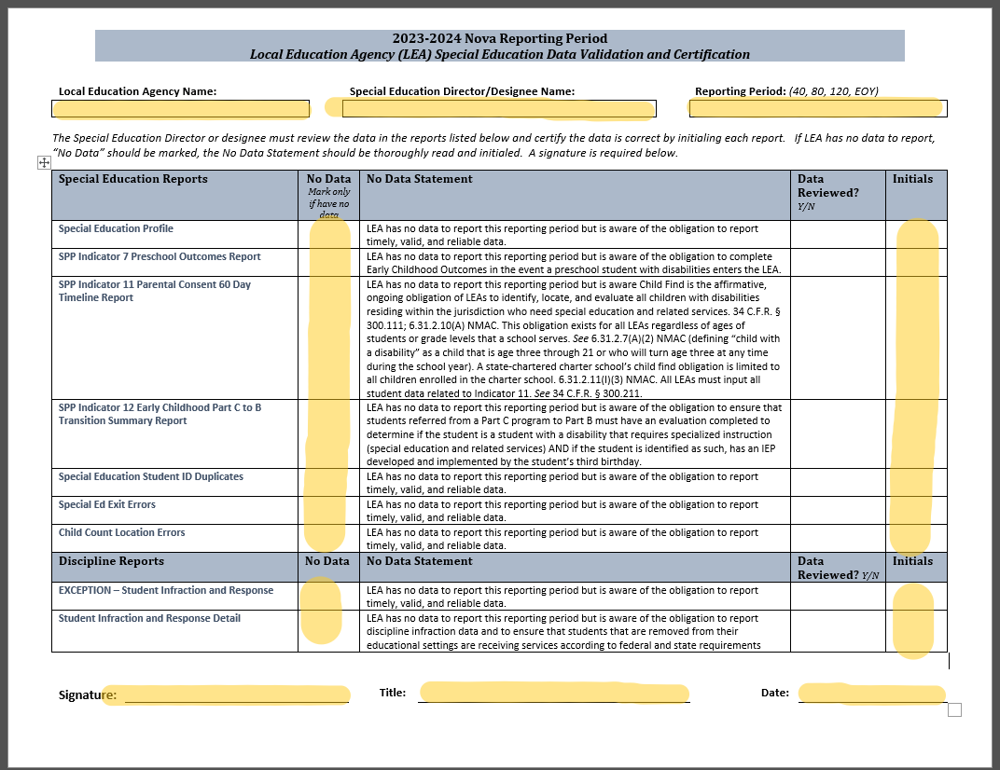 2023-2024 Nova Reporting Period
Local Education Agency (LEA) Special Education Data Validation and Certification
Local Education Agency Name:
Special Education Director/Designee Name:
Reporting Period: (40, 80, 120, EOY)
The Special Education Director or designee must review the data in the reports listed below and certify the data is correct by initialing each report.   If LEA has no data to report,
“No Data” should be marked, the No Data Statement should be thoroughly read and initialed.  A signature is required below.
Special Education Reports
No Data
Mark only
if have no
data
No Data Statement
Data
Reviewed?
Y/N
Initials
Special Education Profile
LEA has no data to report this reporting period but is aware of the obligation to report
timely, valid, and reliable data.
SPP Indicator 7 Preschool Outcomes Report
LEA has no data to report this reporting period but is aware of the obligation to complete
Early Childhood Outcomes in the event a preschool student with disabilities enters the LEA.
SPP Indicator 11 Parental Consent 60 Day
Timeline Report
LEA has no data to report this reporting period but is aware Child Find is the affirmative,
ongoing obligation of LEAs to identify, locate, and evaluate all children with disabilities
residing within the jurisdiction who need special education and related services. 34 C.F.R. §
300.111; 6.31.2.10(A) NMAC. This obligation exists for all LEAs regardless of ages of
students or grade levels that a school serves. See 6.31.2.7(A)(2) NMAC (defining “child with
a disability” as a child that is age three through 21 or who will turn age three at any time
during the school year). A state-chartered charter school’s child find obligation is limited to
all children enrolled in the charter school. 6.31.2.11(I)(3) NMAC. All LEAs must input all
student data related to Indicator 11. See 34 C.F.R. § 300.211.
SPP Indicator 12 Early Childhood Part C to B
Transition Summary Report
LEA has no data to report this reporting period but is aware of the obligation to ensure that
students referred from a Part C program to Part B must have an evaluation completed to
determine if the student is a student with a disability that requires specialized instruction
(special education and related services) AND if the student is identified as such, has an IEP
developed and implemented by the student’s third birthday.
Special Education Student ID Duplicates
LEA has no data to report this reporting period but is aware of the obligation to report
timely, valid, and reliable data.
Special Ed Exit Errors
LEA has no data to report this reporting period but is aware of the obligation to report
timely, valid, and reliable data.
Child Count Location Errors
LEA has no data to report this reporting period but is aware of the obligation to report
timely, valid, and reliable data.
Discipline Reports
No Data
No Data Statement
Data
Reviewed? Y/N
Initials
EXCEPTION – Student Infraction and Response
LEA has no data to report this reporting period but is aware of the obligation to report
timely, valid, and reliable data.
Student Infraction and Response Detail
LEA has no data to report this reporting period but is aware of the obligation to report
discipline infraction data and to ensure that students that are removed from their
educational settings are receiving services according to federal and state requirements
Signature:
Title:
Date: